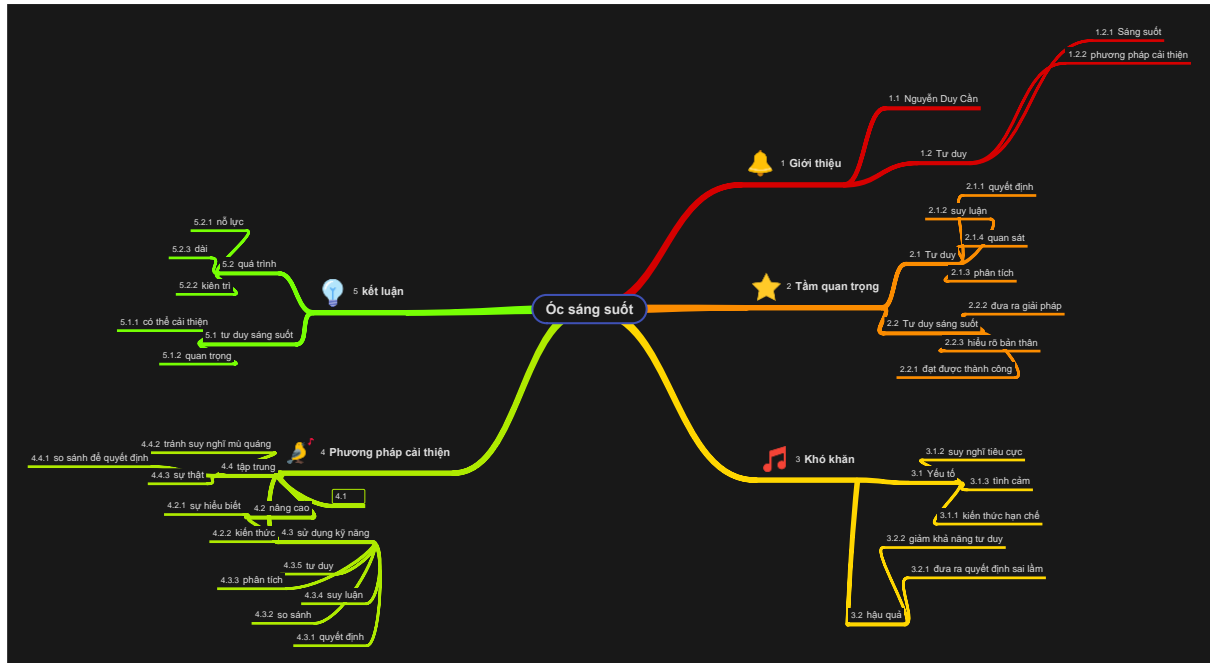 Óc sáng suốt
1 Giới thiệu
1.1 Nguyễn Duy Cần
1.2 Tư duy
1.2.1 Sáng suốt
1.2.2 phương pháp cải thiện
2 Tầm quan trọng
2.1 Tư duy
2.1.1 quyết định
2.1.2 suy luận
2.1.4 quan sát
2.1.3 phân tích
2.2 Tư duy sáng suốt
2.2.2 đưa ra giải pháp
2.2.3 hiểu rõ bản thân
2.2.1 đạt được thành công
3 Khó khăn
3.1 Yếu tố
3.1.2 suy nghĩ tiêu cực
3.1.3 tình cảm
3.1.1 kiến thức hạn chế
3.2 hậu quả
3.2.2 giảm khả năng tư duy
3.2.1 đưa ra quyết định sai lầm
4 Phương pháp cải thiện
4.4 tập trung
4.4.2 tránh suy nghĩ mù quáng
4.4.1 so sánh để quyết định
4.4.3 sự thật
4.1
4.2 nâng cao
4.2.1 sự hiểu biết
4.2.2 kiến thức
4.3 sử dụng kỹ năng
4.3.5 tư duy
4.3.3 phân tích
4.3.4 suy luận
4.3.2 so sánh
4.3.1 quyết định
5 kết luận
5.2 quá trình
5.2.1 nỗ lực
5.2.3 dài
5.2.2 kiên trì
5.1 tư duy sáng suốt
5.1.1 có thể cải thiện
5.1.2 quan trọng